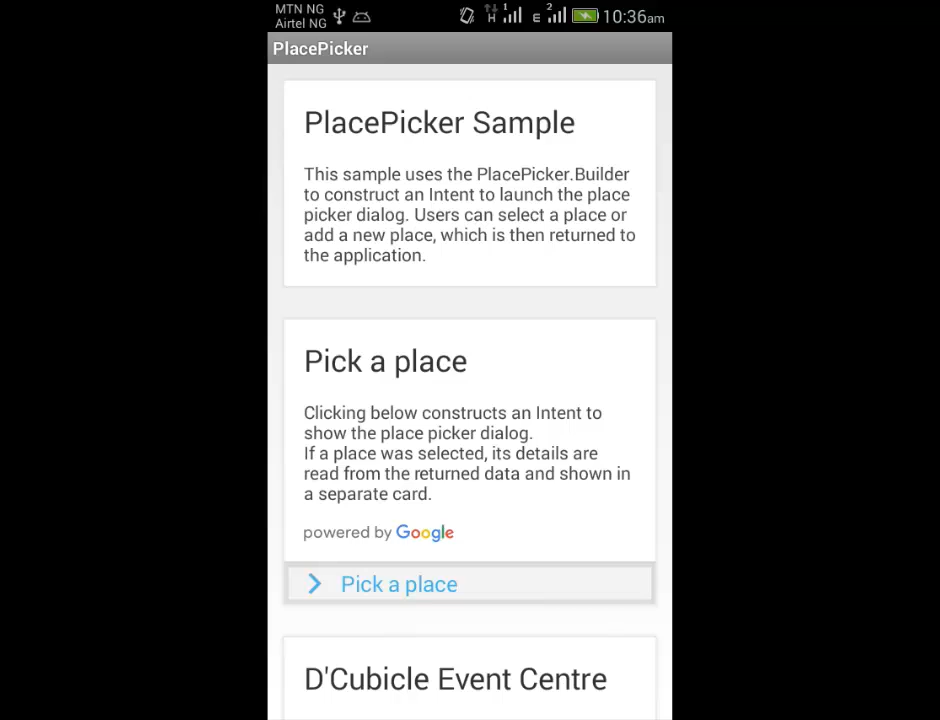 MTN NG
Airtel NG
H 1 E 2 10:36am
PlacePicker
PlacePicker Sample
This sample uses the PlacePicker.Builder
to construct an Intent to launch the place
picker dialog. Users can select a place or
add a new place, which is then returned to
the application.
Pick a place
Clicking below constructs an Intent to
show the place picker dialog.
If a place was selected, its details are
read from the returned data and shown in
a separate card.
powered by Google
Pick a place
D'Cubicle Event Centre